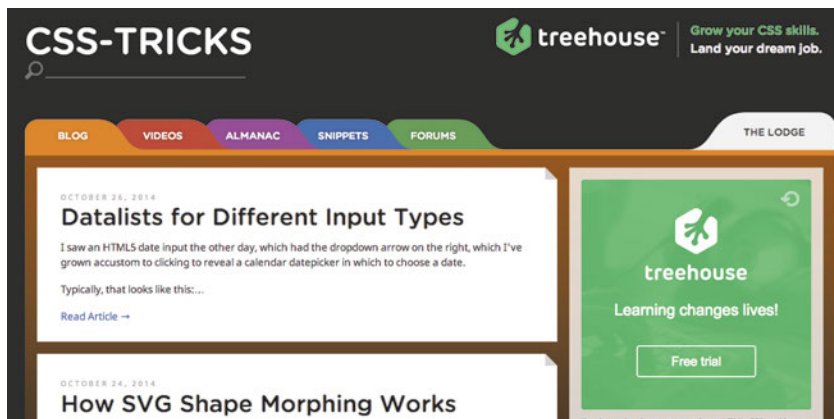 CSS-TRICKS
treehouse™
Grow your CSS skills.
Land your dream job.
BLOG VIDEOS ALMANAC SNIPPETS FORUMS THE LODGE
OCTOBER 26, 2014
Datalists for Different Input Types
I saw an HTML5 date input the other day, which had the dropdown arrow on the right, which I've
grown accustom to clicking to reveal a calendar datepicker in which to choose a date.
Typically, that looks like this:...
Read Article →
OCTOBER 24, 2014
How SVG Shape Morphing Works
treehouse
Learning changes lives!
Free trial